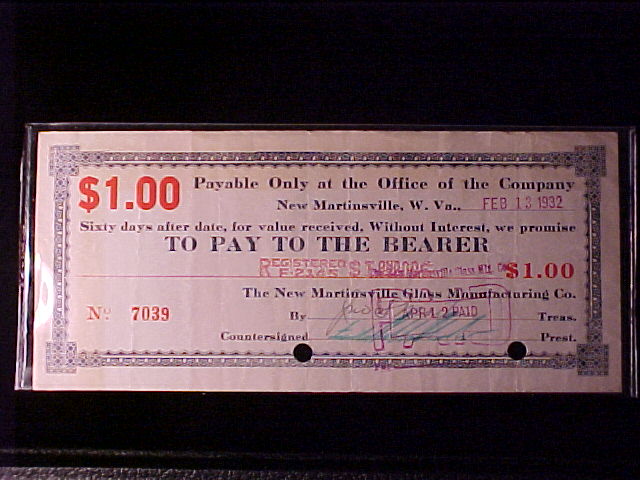 $1.00 Payable Only at the Office of the Company
New Martinsville, W. Va., FEB 13 1932
Sixty days after date, for value received, Without Interest, we promise
TO PAY TO THE BEARER
REGISTERED
$1.00
The New Martinsville Glass Manufacturing Co.
No 7039
By APR 12 PAID Treas.
Countersigned Prest.